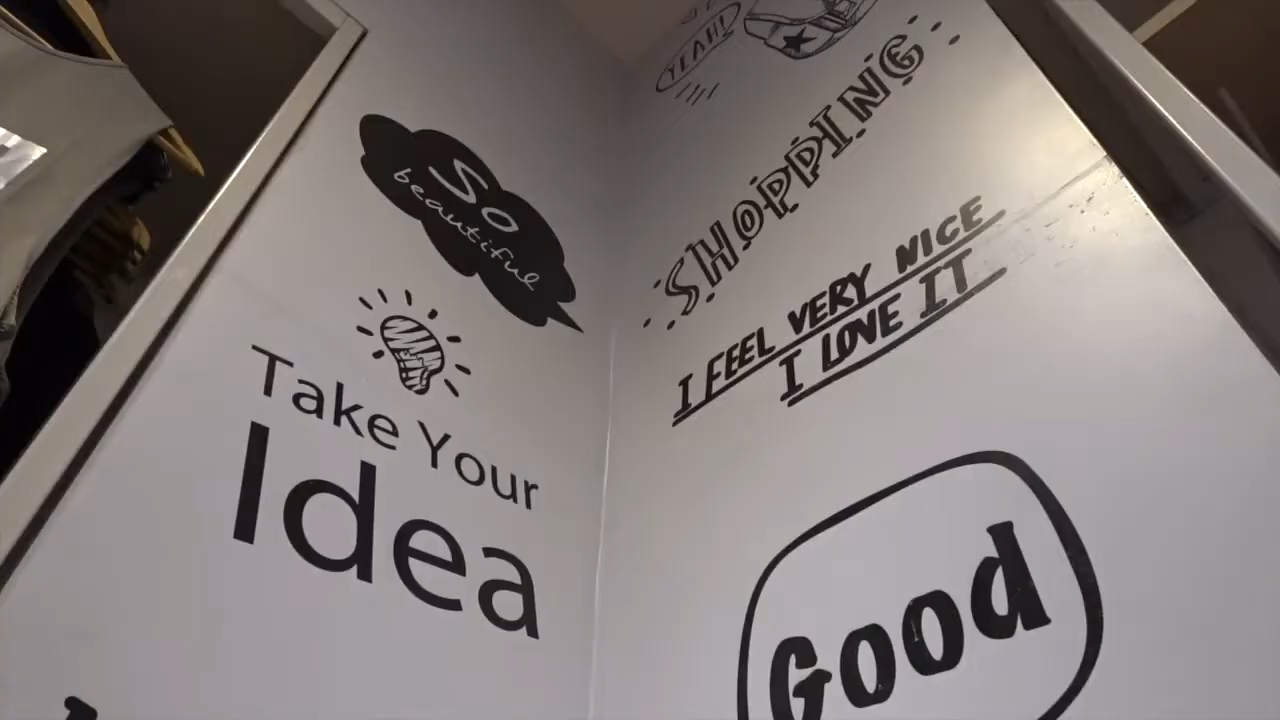 So
beautiful
Take Your
Idea
YEAH!
SHOPPING
I FEEL VERY NICE
I LOVE IT
Good